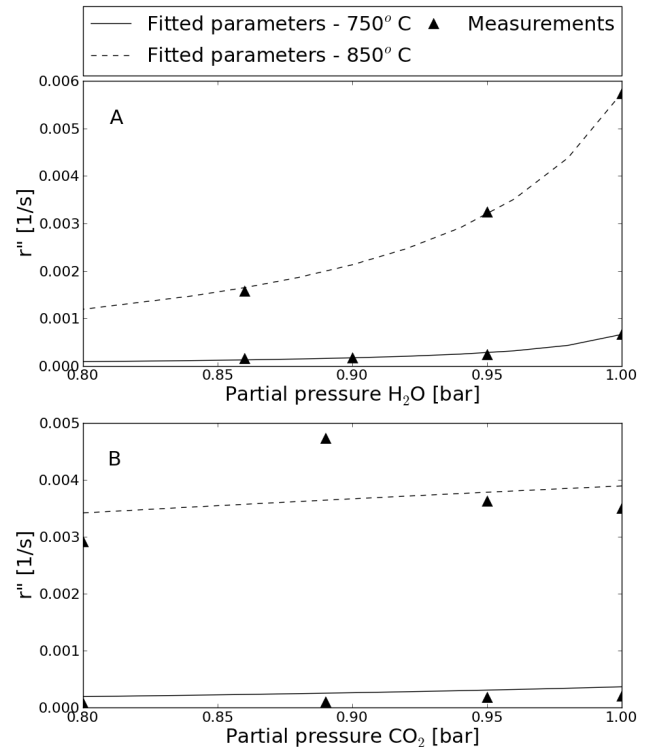 Fitted parameters - 750° C
Measurements
Fitted parameters - 850° C
A
0.006
0.005
0.004
0.003
0.002
0.001
0.000
r" [1/s]
0.80 0.85 0.90 0.95 1.00
Partial pressure H₂O [bar]
B
0.005
0.004
0.003
0.002
0.001
0.000
r" [1/s]
0.80 0.85 0.90 0.95 1.00
Partial pressure CO₂ [bar]